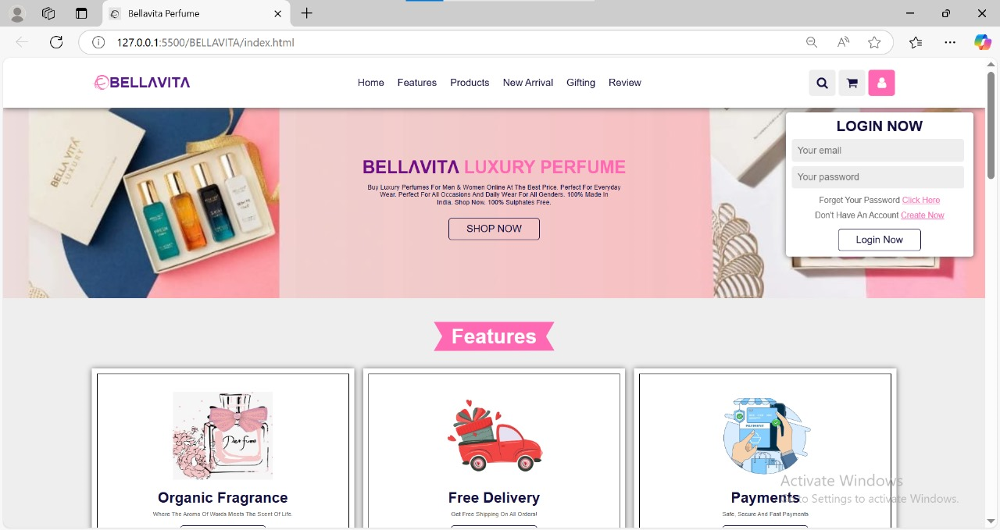 Bellavita Perfume
127.0.0.1:5500/BELLAVITA/index.html
BELLAVITA
Home Features Products New Arrival Gifting Review
LOGIN NOW
Your email
Your password
Forget Your Password Click Here
Don't Have An Account Create Now
Login Now
BELLA VITA
LUXURY
BELLAVITA LUXURY PERFUME
Buy Luxury Perfumes For Men & Women Online At The Best Price. Perfect For Everyday
Wear. Perfect For All Occasions And Daily Wear For All Genders. 100% Made In
India. Shop Now. 100% Sulphates Free.
SHOP NOW
Features
Perfume
PAYMENT
Organic Fragrance
Where The Aroma Of Words Meets The Scent Of Life.
Free Delivery
Get Free Shipping On All Orders!
Payments
Safe, Secure And Fast Payments
Activate Windows
Go to Settings to activate Windows.